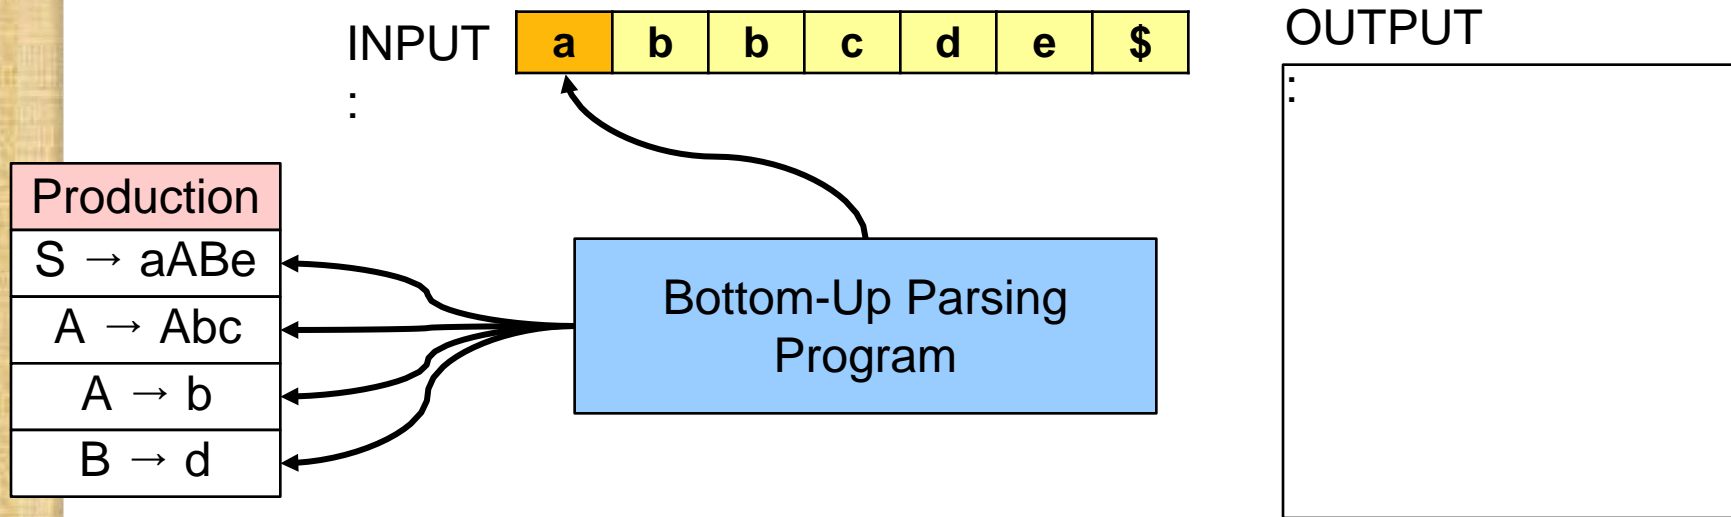 INPUT
:
a b b c d e $
OUTPUT
:
Production
S → aABe
A → Abc
A → b
B → d
Bottom-Up Parsing
Program